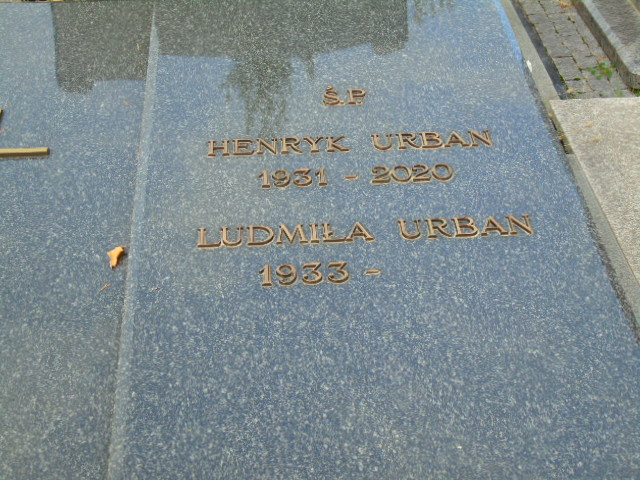 Ś.P.
HENRYK URBAN
1931 - 2020
LUDMIŁA URBAN
1933 -